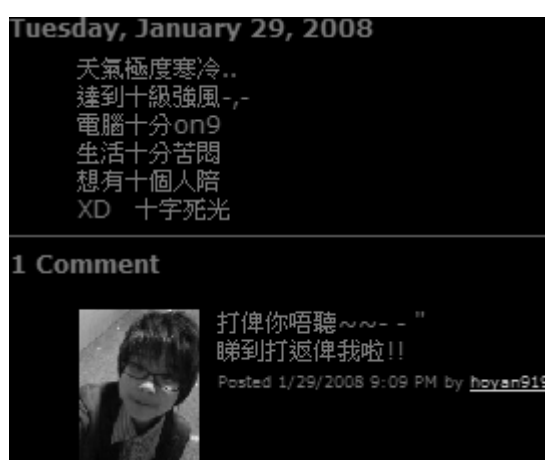 Tuesday, January 29, 2008
天氣極度寒冷..
達到十級強風-,-
電腦十分on9
生活十分苦悶
想有十個人陪
XD 十字死光
1 Comment
打俾你唔聽~~- - "
睇到打返俾我啦!!
Posted 1/29/2008 9:09 PM by hoyan919